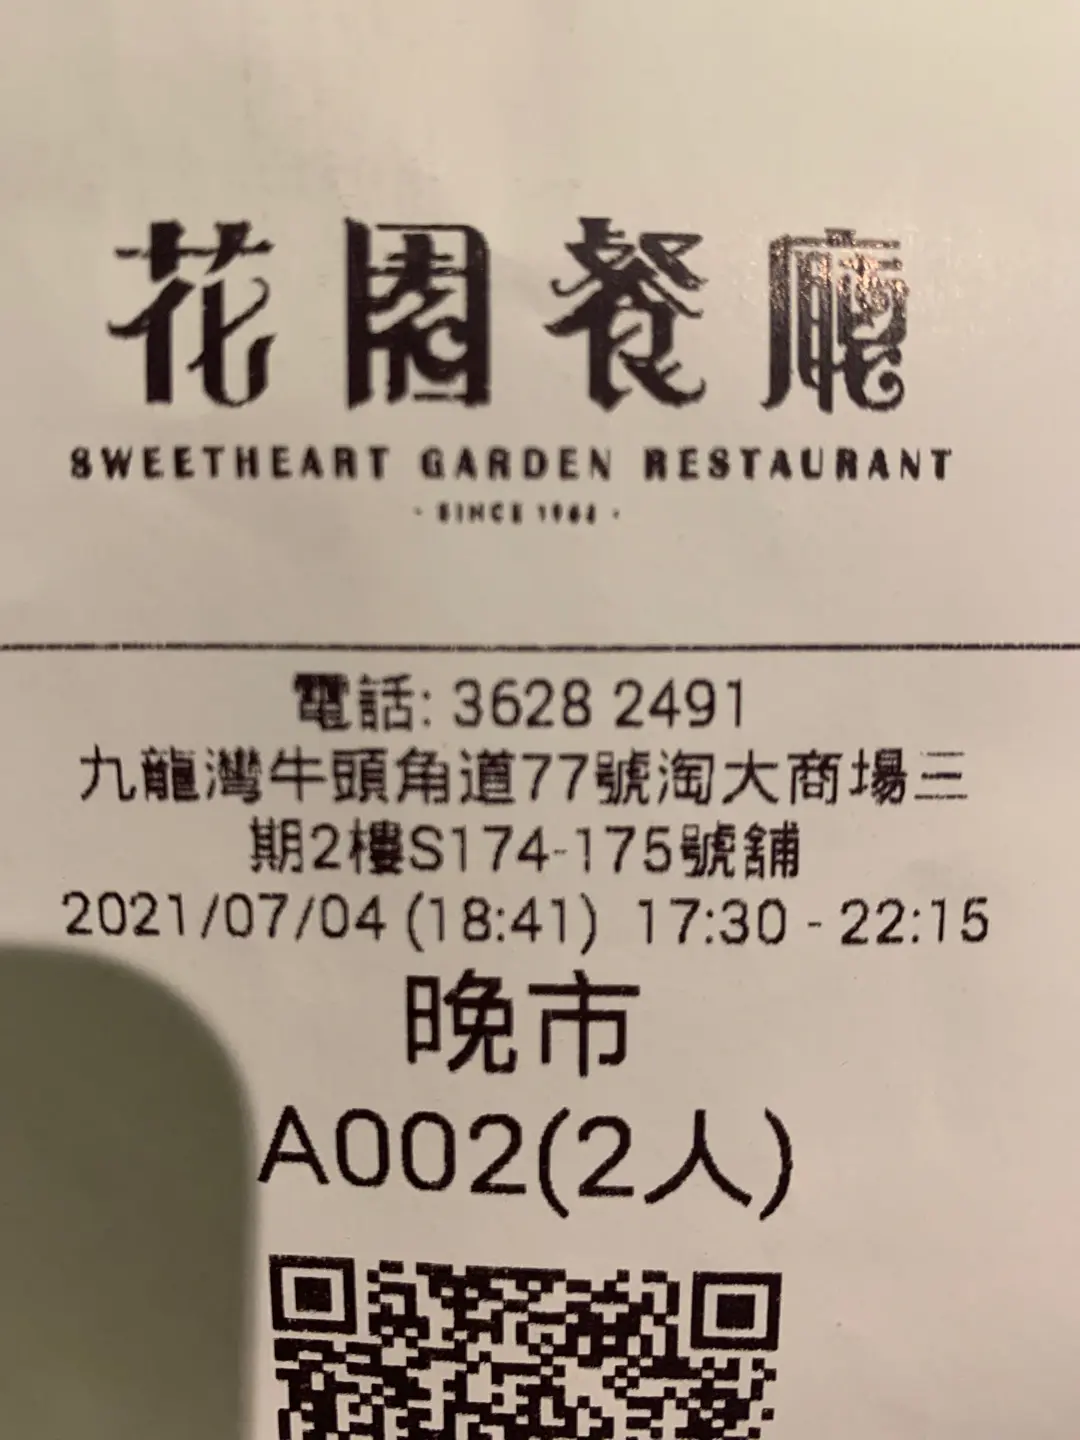 花園餐廳
SWEETHEART GARDEN RESTAURANT
電話: 3628 2491
九龍灣牛頭角道77號淘大商場三
期2樓S174-175號舖
2021/07/04 (18:41) 17:30 - 22:15
晚市
A002(2人)